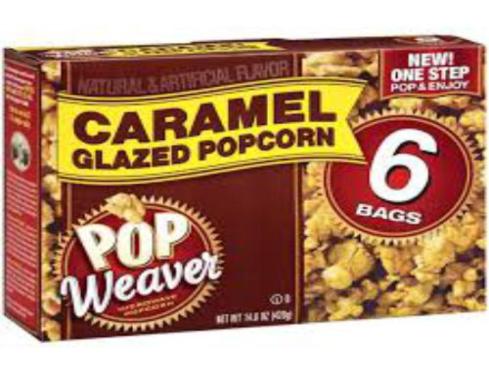 NATURAL & ARTIFICIAL FLAVOR
CARAMEL
GLAZED POPCORN
NEW!
ONE STEP
POP & ENJOY
6
BAGS
POP
Weaver
MICROWAVE
POPCORN
NET WT 14.8 OZ (420g)